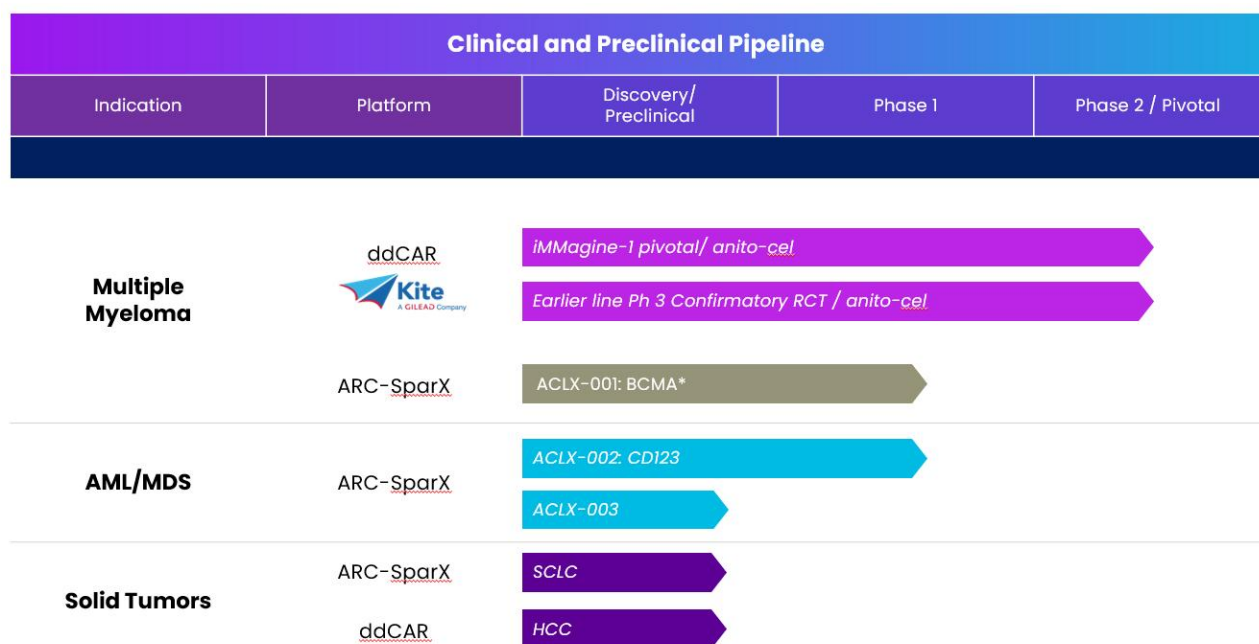 Clinical and Preclinical Pipeline
Indication
Platform
Discovery/
Preclinical
Phase 1
Phase 2 / Pivotal
Multiple
Myeloma
ddCAR
Kite
A GILEAD Company
iMMagine-1 pivotal/ anito-cel
Earlier line Ph 3 Confirmatory RCT / anito-cel
ARC-SparX
ACLX-001: BCMA*
AML/MDS
ARC-SparX
ACLX-002: CD123
ACLX-003
Solid Tumors
ARC-SparX
SCLC
ddCAR
HCC